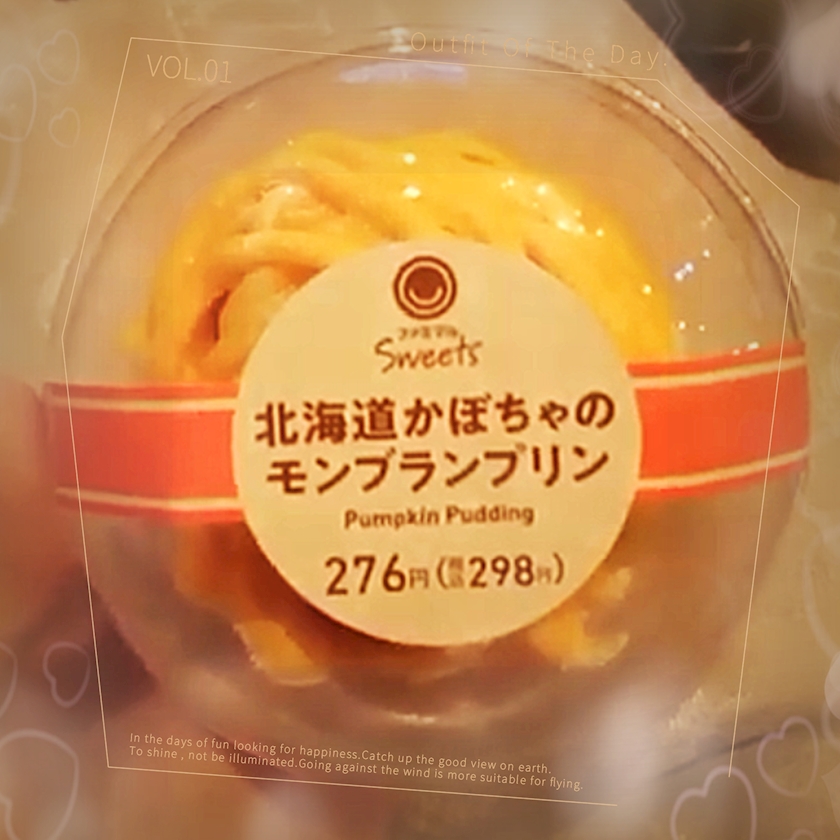 Outfit of The Day!
VOL.01
ファミマル
Sweets
北海道かぼちゃの
モンブランプリン
Pumpkin Pudding
276円(税込298円)
In the days of fun looking for happiness.Catch up the good view on earth.
To shine , not be illuminated.Going against the wind is more suitable for flying.